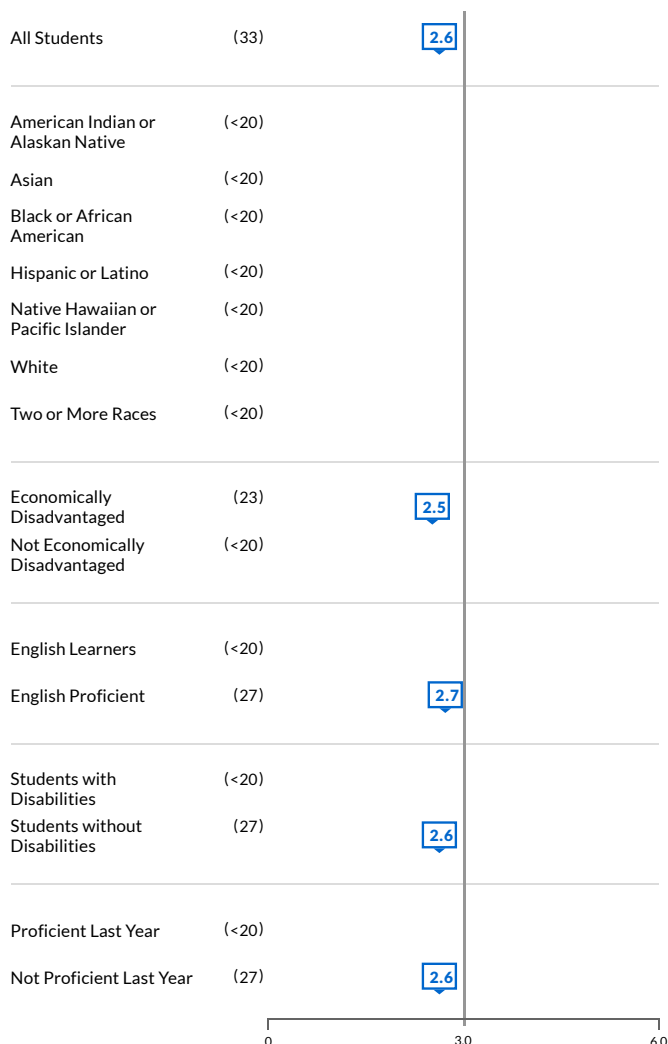 All Students (33) 2.6
American Indian or (<20)
Alaskan Native
Asian (<20)
Black or African (<20)
American
Hispanic or Latino (<20)
Native Hawaiian or (<20)
Pacific Islander
White (<20)
Two or More Races (<20)
Economically (23) 2.5
Disadvantaged
Not Economically (<20)
Disadvantaged
English Learners (<20)
English Proficient (27) 2.7
Students with (<20)
Disabilities
Students without (27) 2.6
Disabilities
Proficient Last Year (<20)
Not Proficient Last Year (27) 2.6
0 3.0 6.0